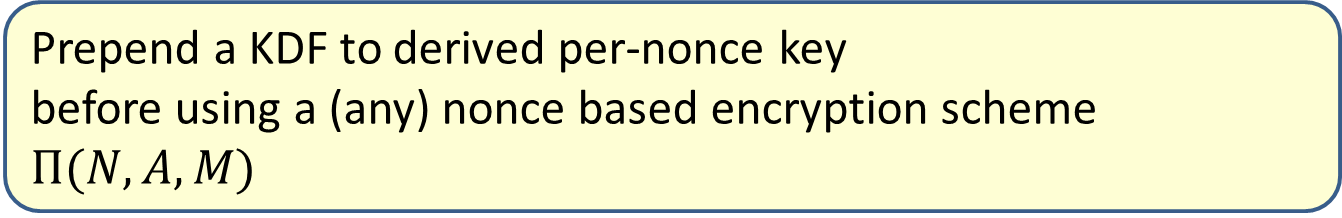 Prepend a KDF to derived per-nonce key
before using a (any) nonce based encryption scheme
Π(𝑁, 𝐴, 𝑀)